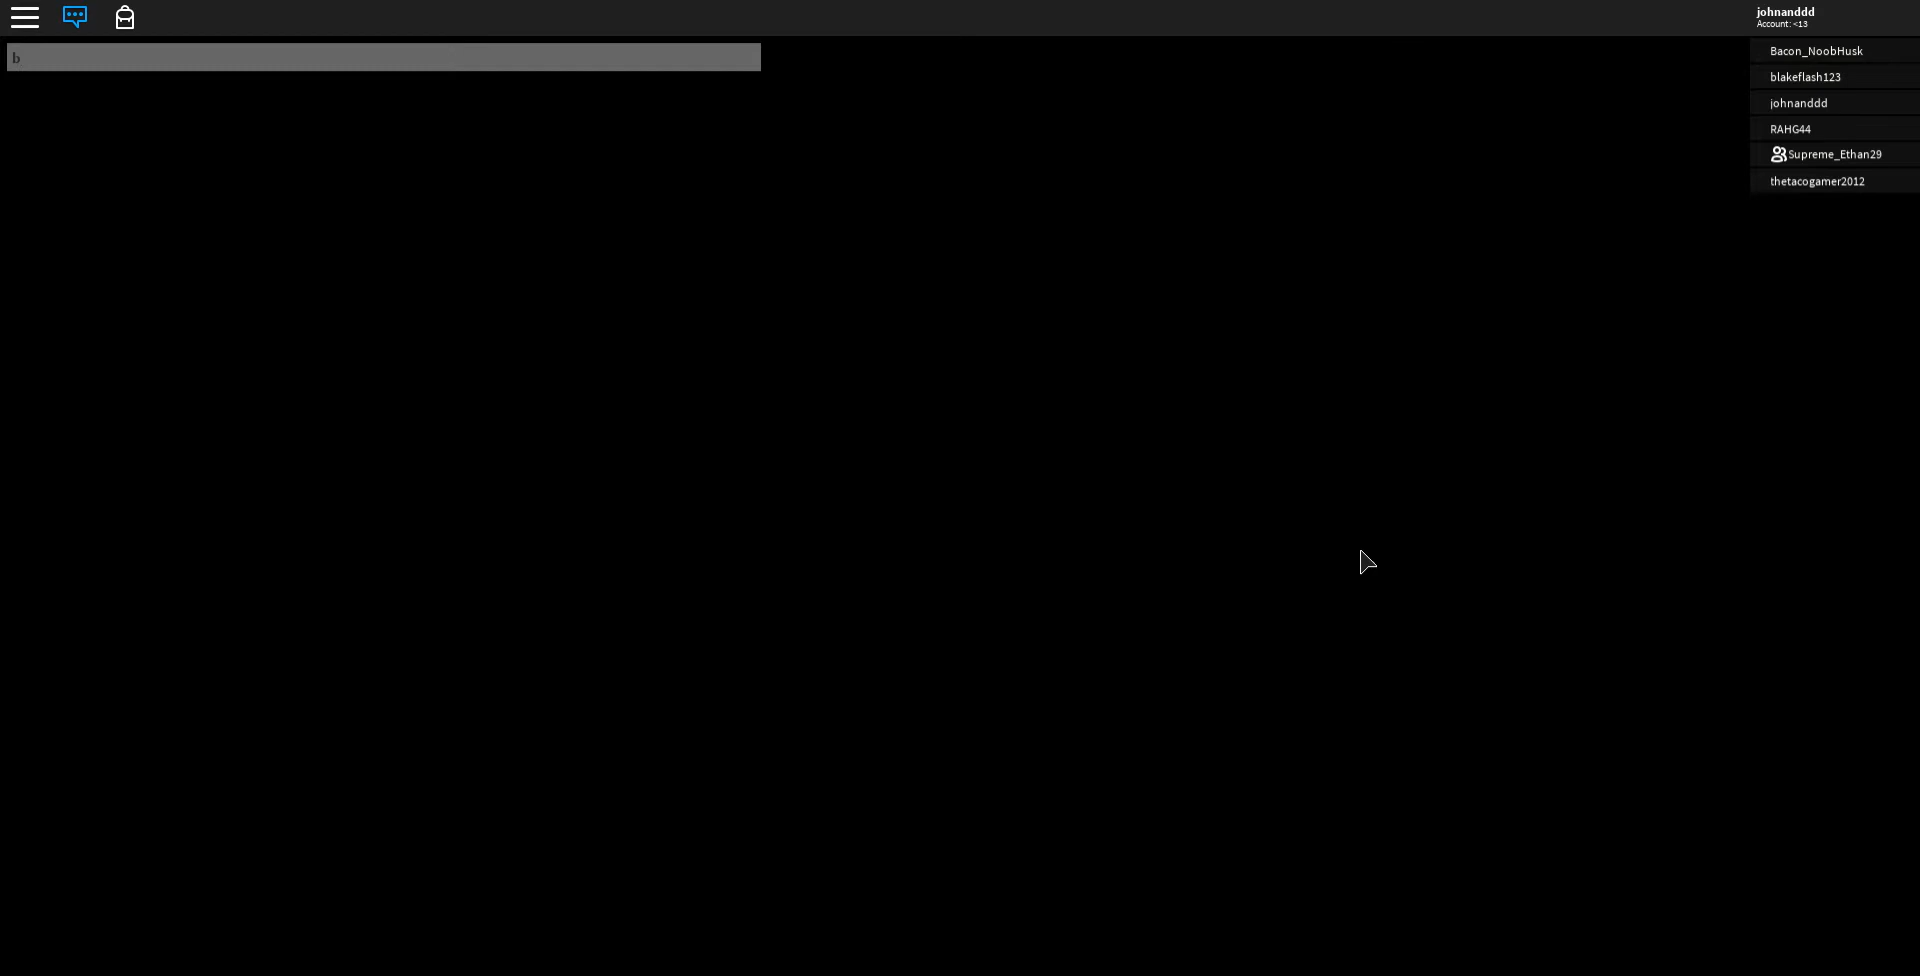 johnanddd
Account: <13
b
Bacon_NoobHusk
blakeflash123
johnanddd
RAHG44
Supreme_Ethan29
thetacogamer2012